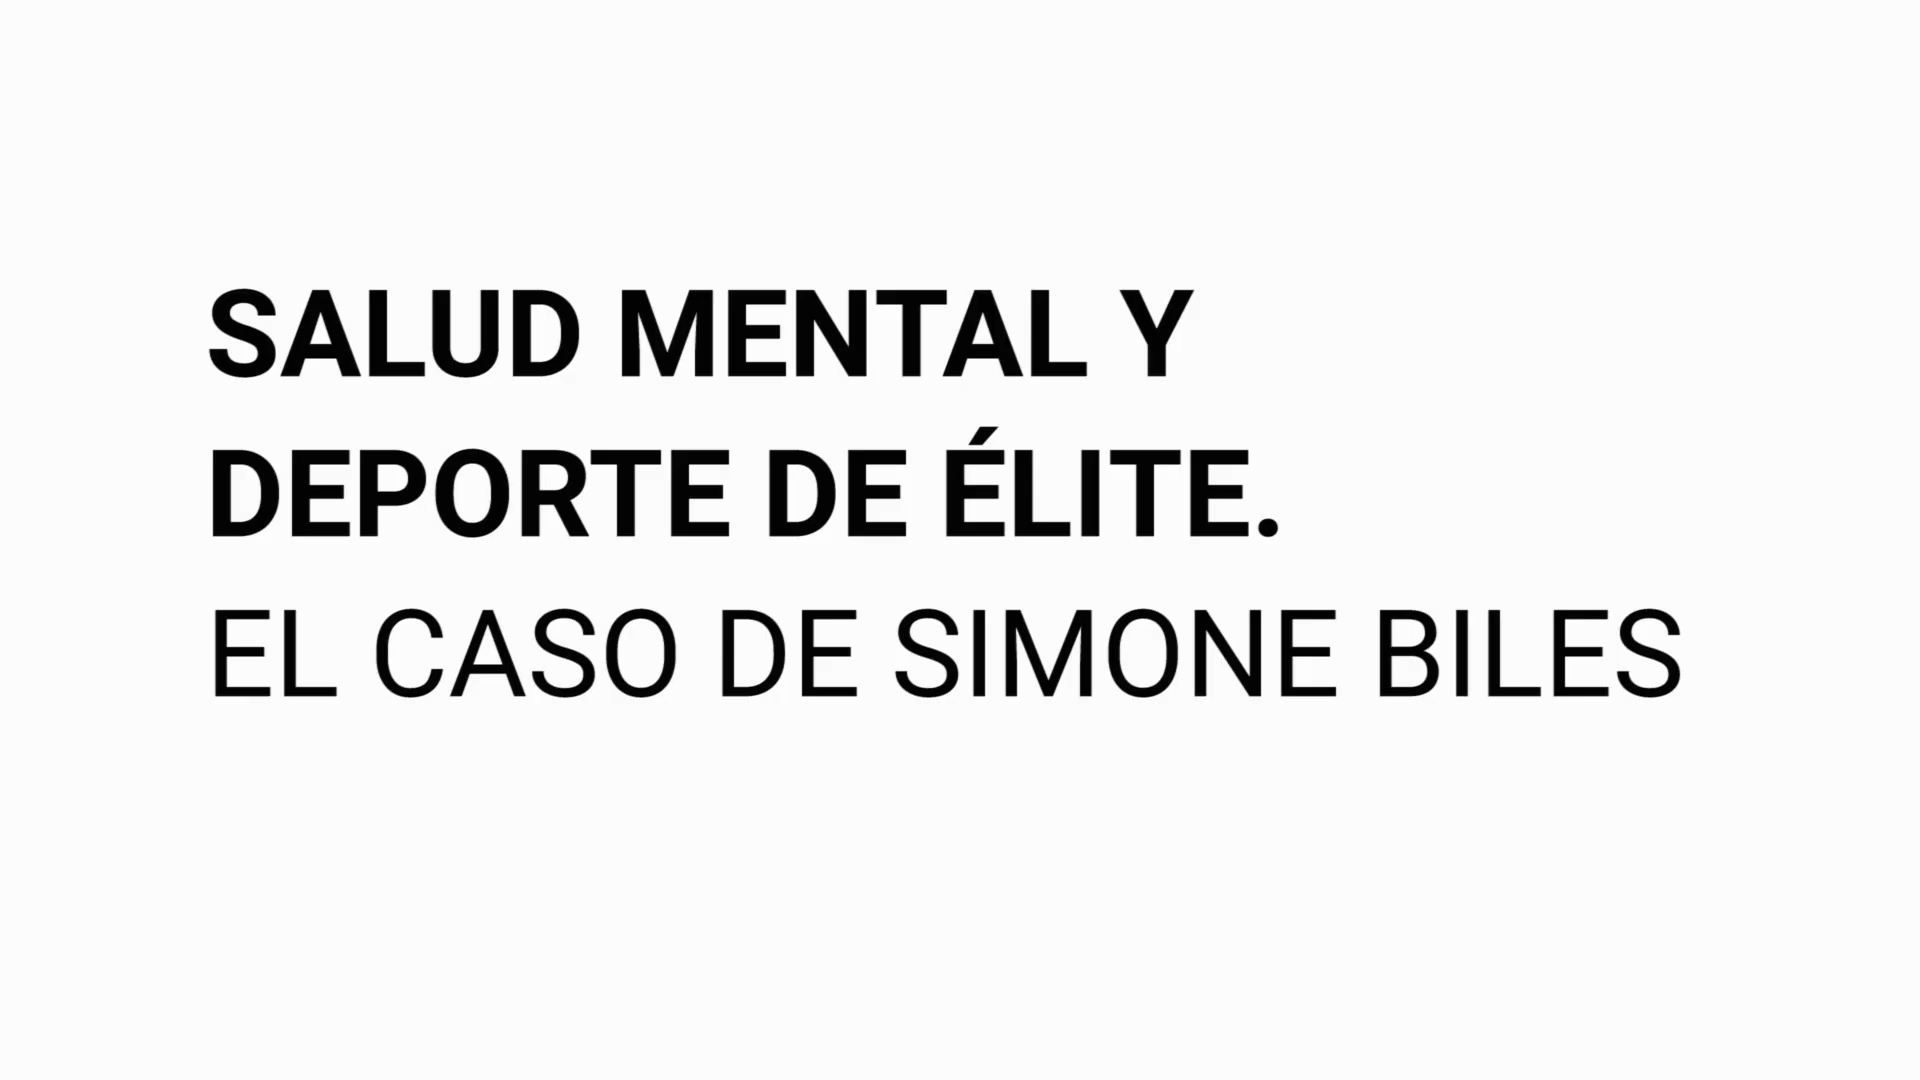 SALUD MENTAL Y
DEPORTE DE ÉLITE.
EL CASO DE SIMONE BILES